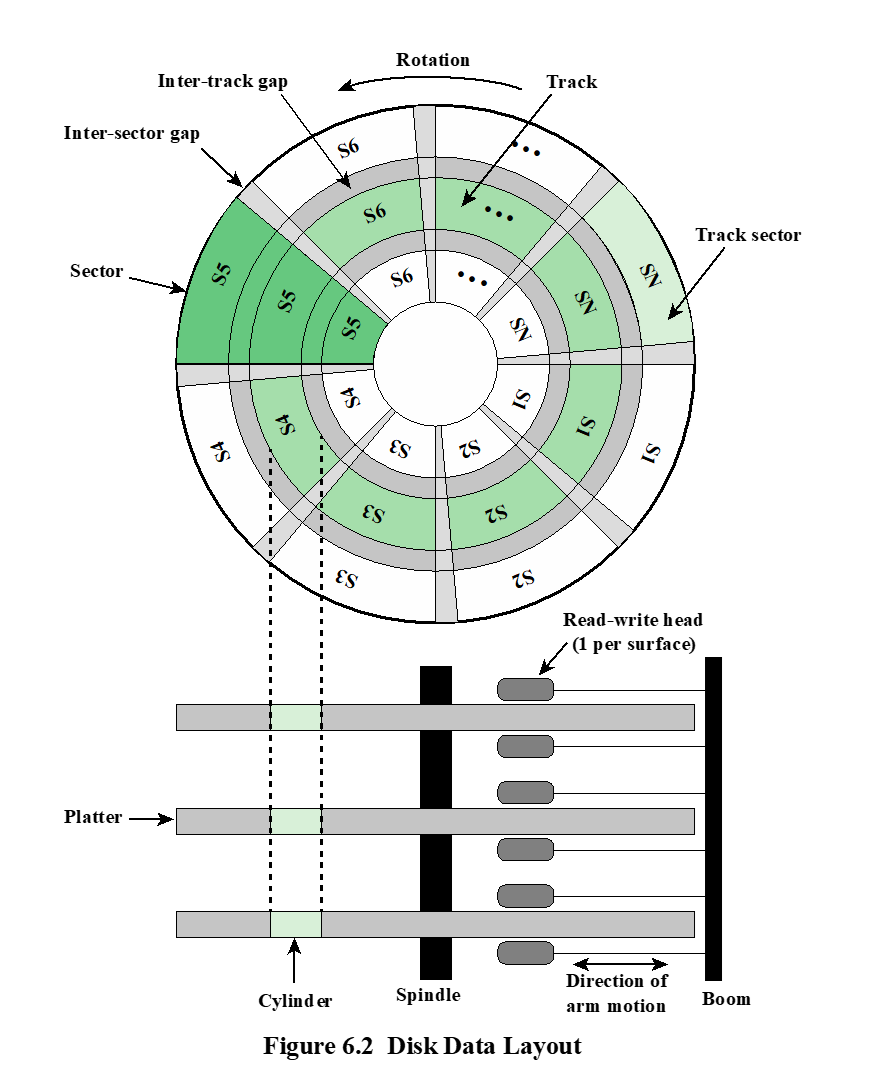 Rotation
Inter-track gap
Track
Inter-sector gap
S6
• • •
Track sector
S6
• • •
Sector
S5
S5
S5
S6
• • •
SN
SN
SN
S4
S4
S4
S3
S3
S3
S2
S2
S2
S1
S1
S1
Read-write head
(1 per surface)
Platter
Cylinder
Spindle
Direction of
arm motion
Boom
Figure 6.2 Disk Data Layout